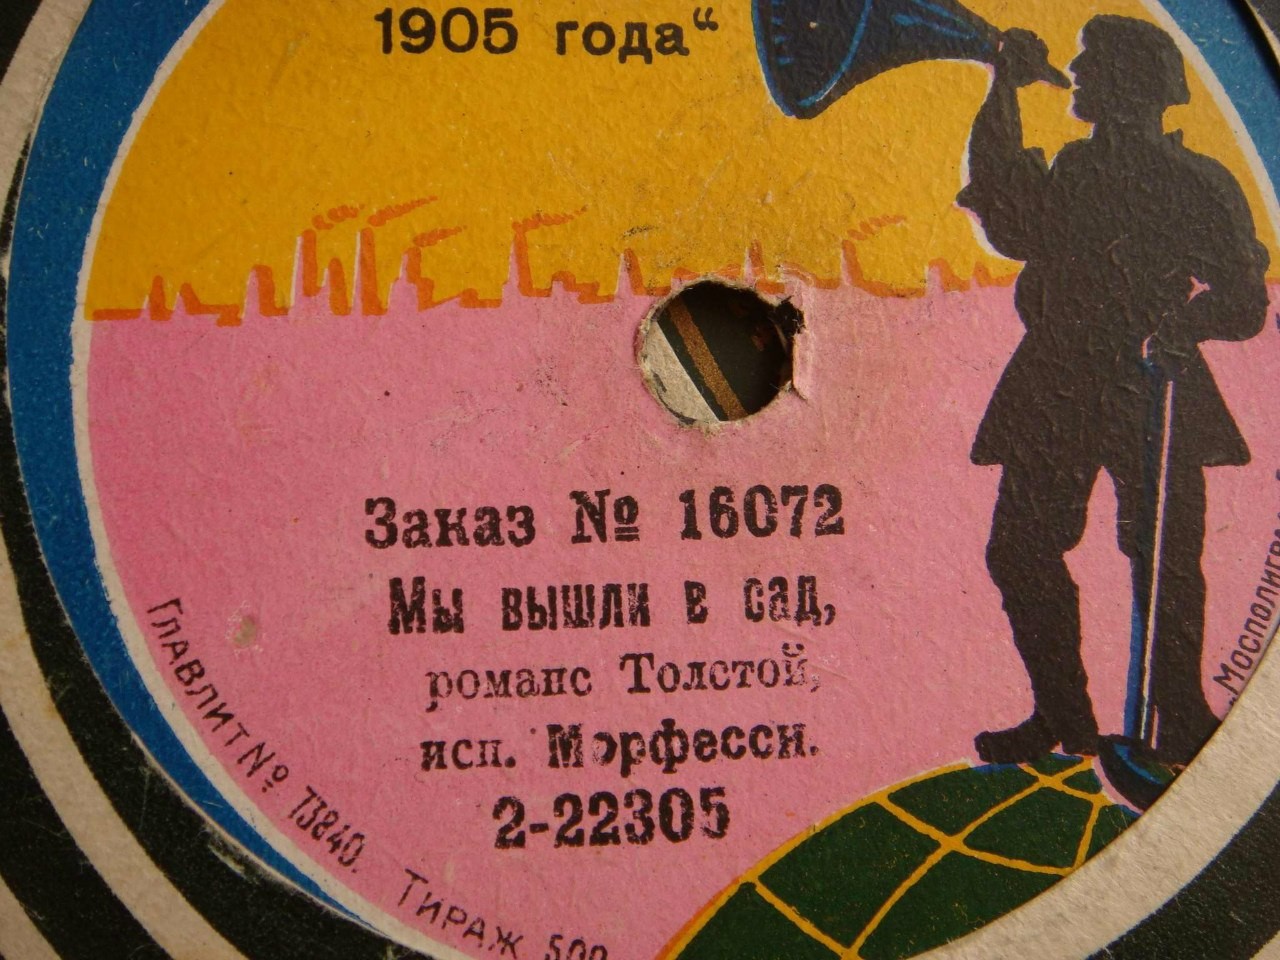 1905 года“
Заказ № 16072
Мы вышли в сад,
романс Толстой,
исп. Морфесси.
2-22305
Главлит № 73840. Тираж 500